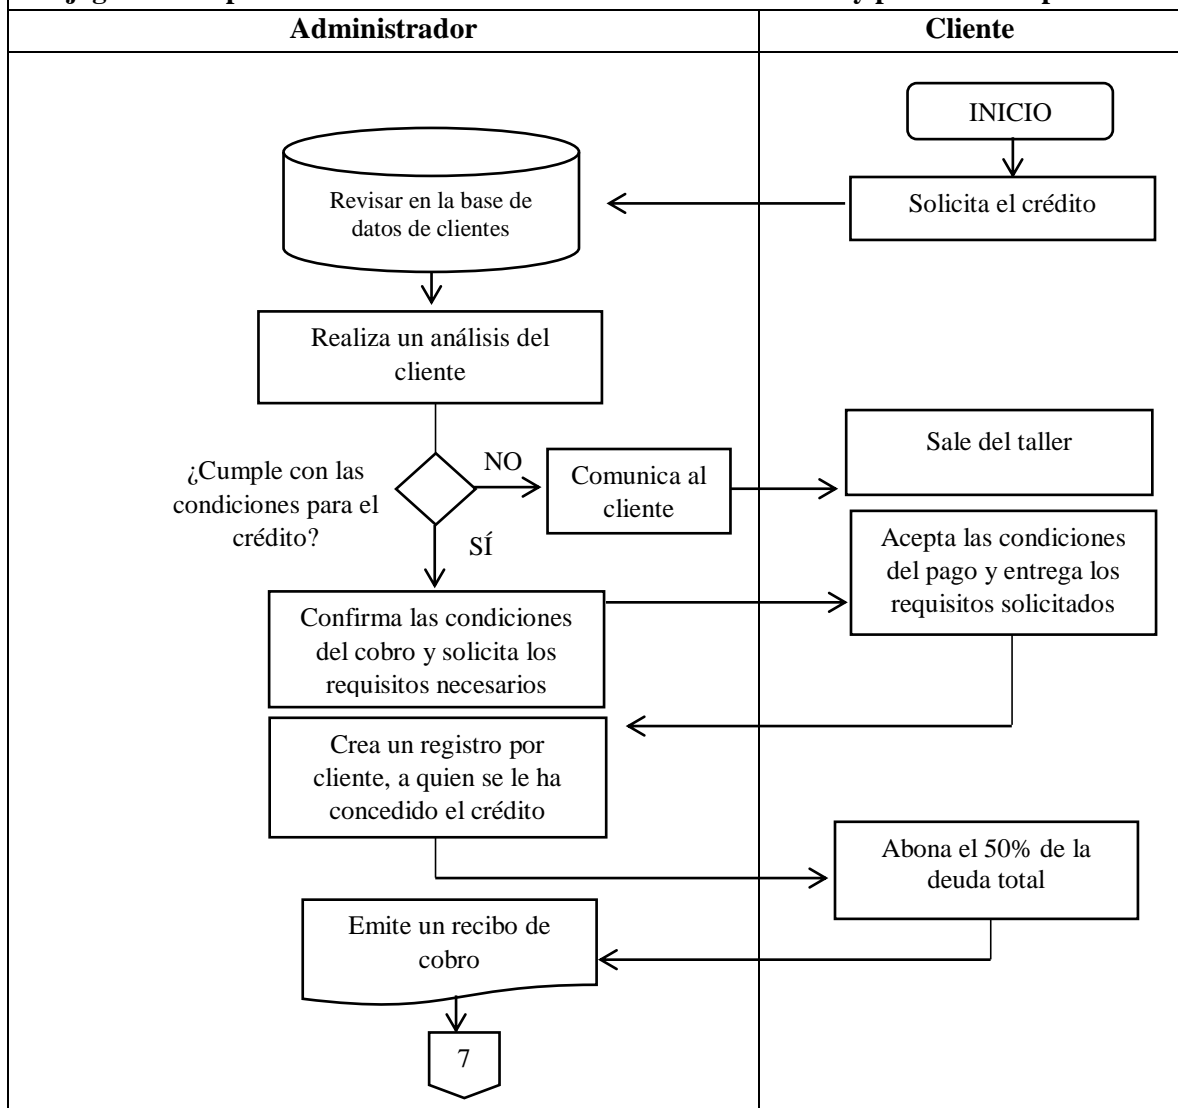 Administrador
Cliente
INICIO
Solicita el crédito
Revisar en la base de
datos de clientes
Realiza un análisis del
cliente
¿Cumple con las
condiciones para el
crédito?
NO
SÍ
Comunica al
cliente
Sale del taller
Confirma las condiciones
del cobro y solicita los
requisitos necesarios
Acepta las condiciones
del pago y entrega los
requisitos solicitados
Crea un registro por
cliente, a quien se le ha
concedido el crédito
Abona el 50% de la
deuda total
Emite un recibo de
cobro
7